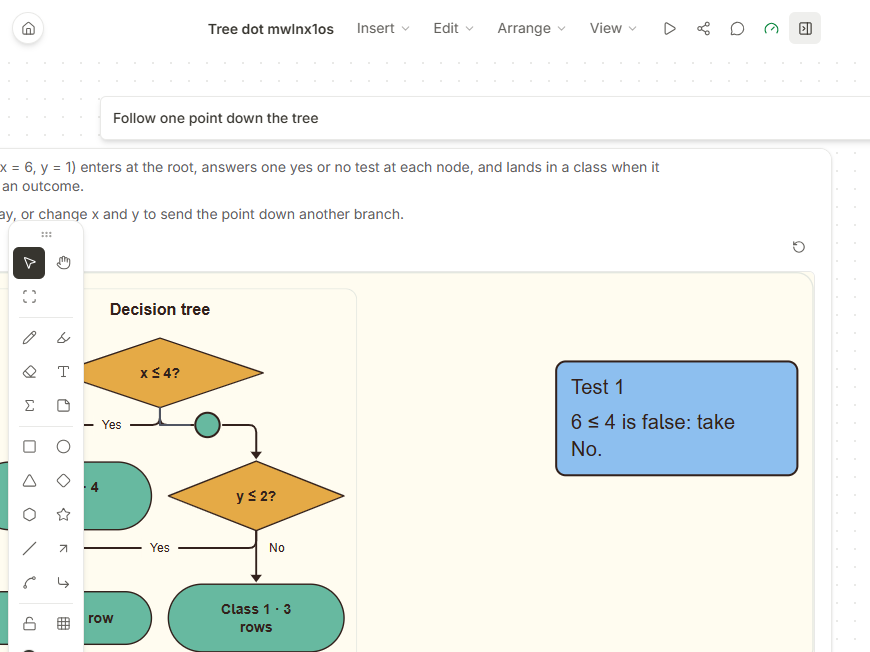 Tree dot mwlnx1os Insert Edit Arrange View
Follow one point down the tree
x = 6, y = 1) enters at the root, answers one yes or no test at each node, and lands in a class when it
an outcome.
or change x and y to send the point down another branch.
Decision tree
x ≤ 4?
Test 1
6 ≤ 4 is false: take
No.
Yes
· 4
y ≤ 2?
Yes
No
row
Class 1 · 3
rows